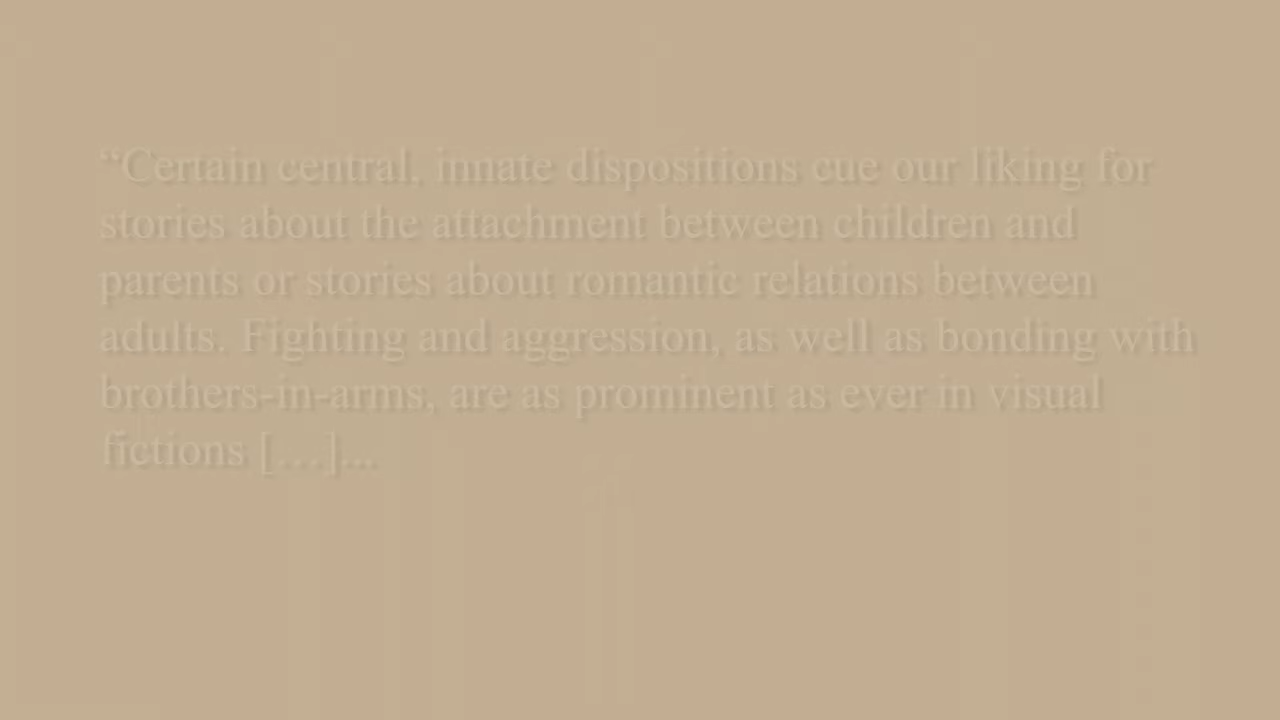 “Certain central, innate dispositions cue our liking for
stories about the attachment between children and
parents or stories about romantic relations between
adults. Fighting and aggression, as well as bonding with
brothers-in-arms, are as prominent as ever in visual
fictions […]...